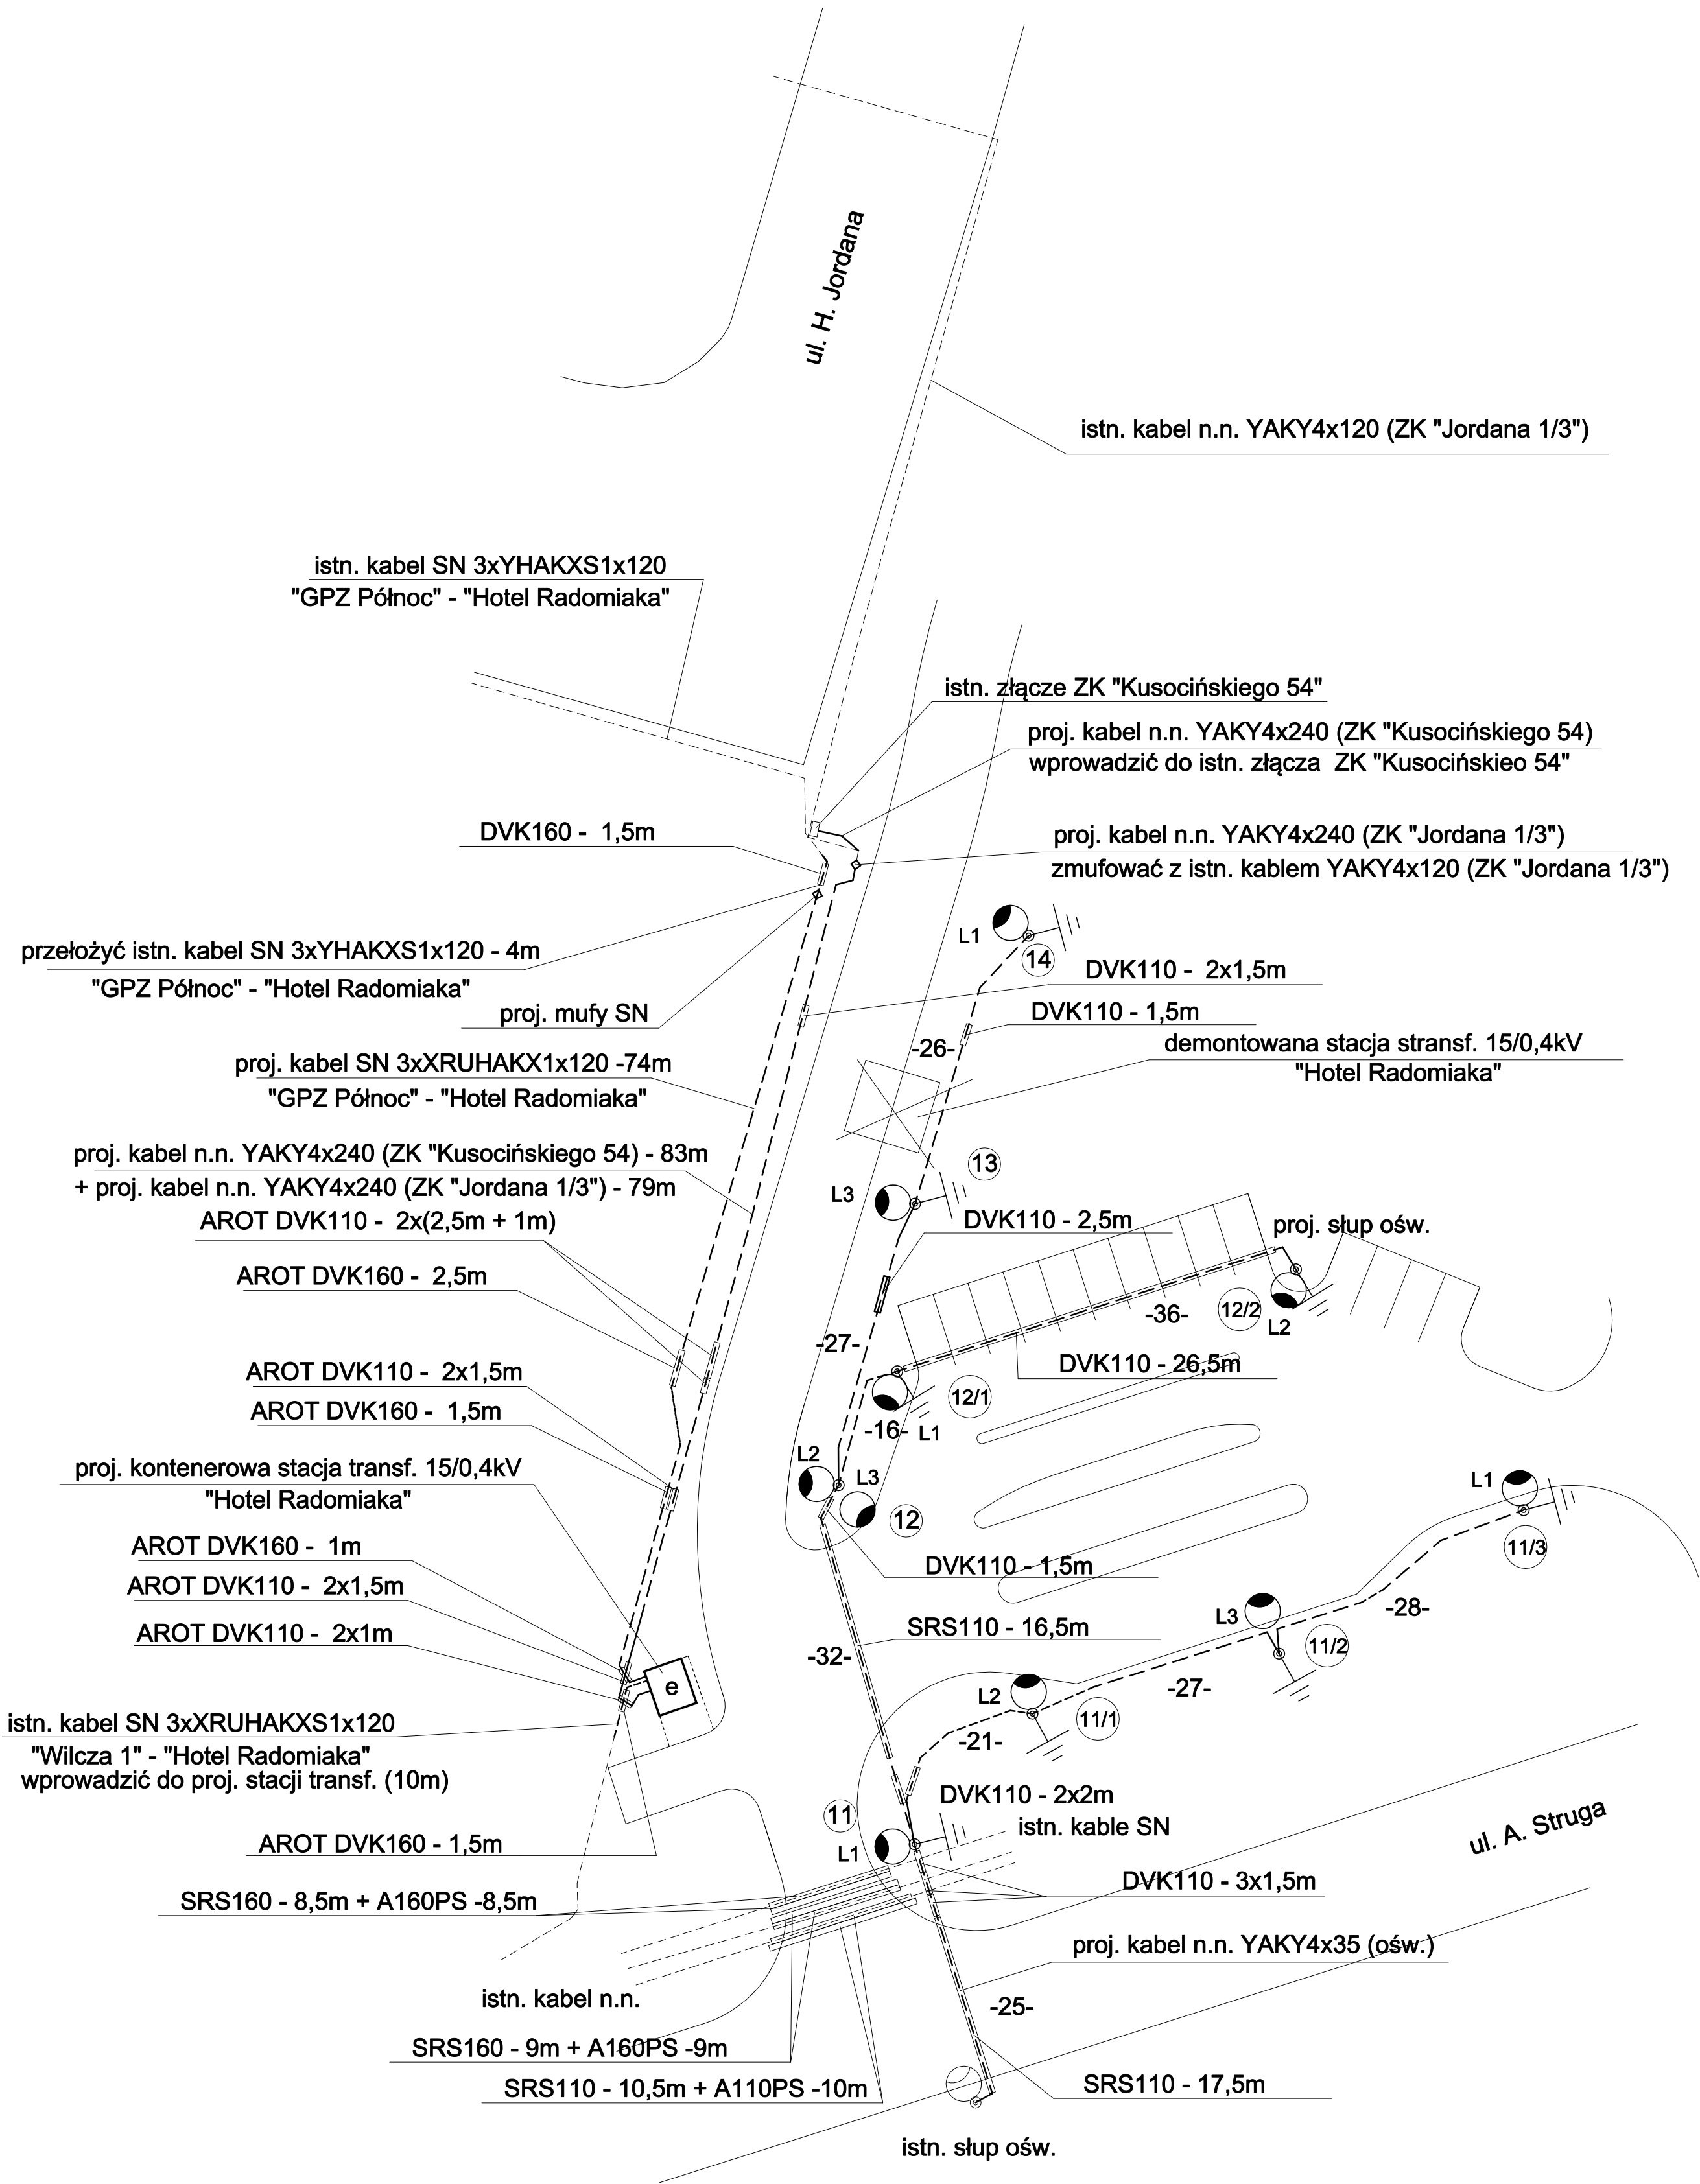 ul. H. Jordana
istn. kabel n.n. YAKY4x120 (ZK "Jordana 1/3")
istn. kabel SN 3xYHAKXS1x120
"GPZ Północ" - "Hotel Radomiaka"
istn. złącze ZK "Kusocińskiego 54"
proj. kabel n.n. YAKY4x240 (ZK "Kusocińskiego 54)
wprowadzić do istn. złącza ZK "Kusocińskieo 54"
DVK160 - 1,5m
proj. kabel n.n. YAKY4x240 (ZK "Jordana 1/3")
zmufować z istn. kablem YAKY4x120 (ZK "Jordana 1/3")
przełożyć istn. kabel SN 3xYHAKXS1x120 - 4m
"GPZ Północ" - "Hotel Radomiaka"
L1
14
DVK110 - 2x1,5m
proj. mufy SN
DVK110 - 1,5m
-26-
demontowana stacja stransf. 15/0,4kV
"Hotel Radomiaka"
proj. kabel SN 3xXRUHAKX1x120 -74m
"GPZ Północ" - "Hotel Radomiaka"
proj. kabel n.n. YAKY4x240 (ZK "Kusocińskiego 54) - 83m
+ proj. kabel n.n. YAKY4x240 (ZK "Jordana 1/3") - 79m
13
L3
AROT DVK110 - 2x(2,5m + 1m)
DVK110 - 2,5m
proj. słup ośw.
AROT DVK160 - 2,5m
-36-
12/2
L2
-27-
DVK110 - 26,5m
AROT DVK110 - 2x1,5m
12/1
AROT DVK160 - 1,5m
-16-
L1
L2
L3
12
proj. kontenerowa stacja transf. 15/0,4kV
"Hotel Radomiaka"
L1
11/3
AROT DVK160 - 1m
DVK110 - 1,5m
AROT DVK110 - 2x1,5m
-28-
L3
11/2
SRS110 - 16,5m
AROT DVK110 - 2x1m
-32-
e
-27-
L2
11/1
-21-
istn. kabel SN 3xXRUHAKXS1x120
"Wilcza 1" - "Hotel Radomiaka"
wprowadzić do proj. stacji transf. (10m)
DVK110 - 2x2m
11
istn. kable SN
ul. A. Struga
L1
AROT DVK160 - 1,5m
DVK110 - 3x1,5m
SRS160 - 8,5m + A160PS -8,5m
proj. kabel n.n. YAKY4x35 (ośw.)
istn. kabel n.n.
-25-
SRS160 - 9m + A160PS -9m
SRS110 - 10,5m + A110PS -10m
SRS110 - 17,5m
istn. słup ośw.